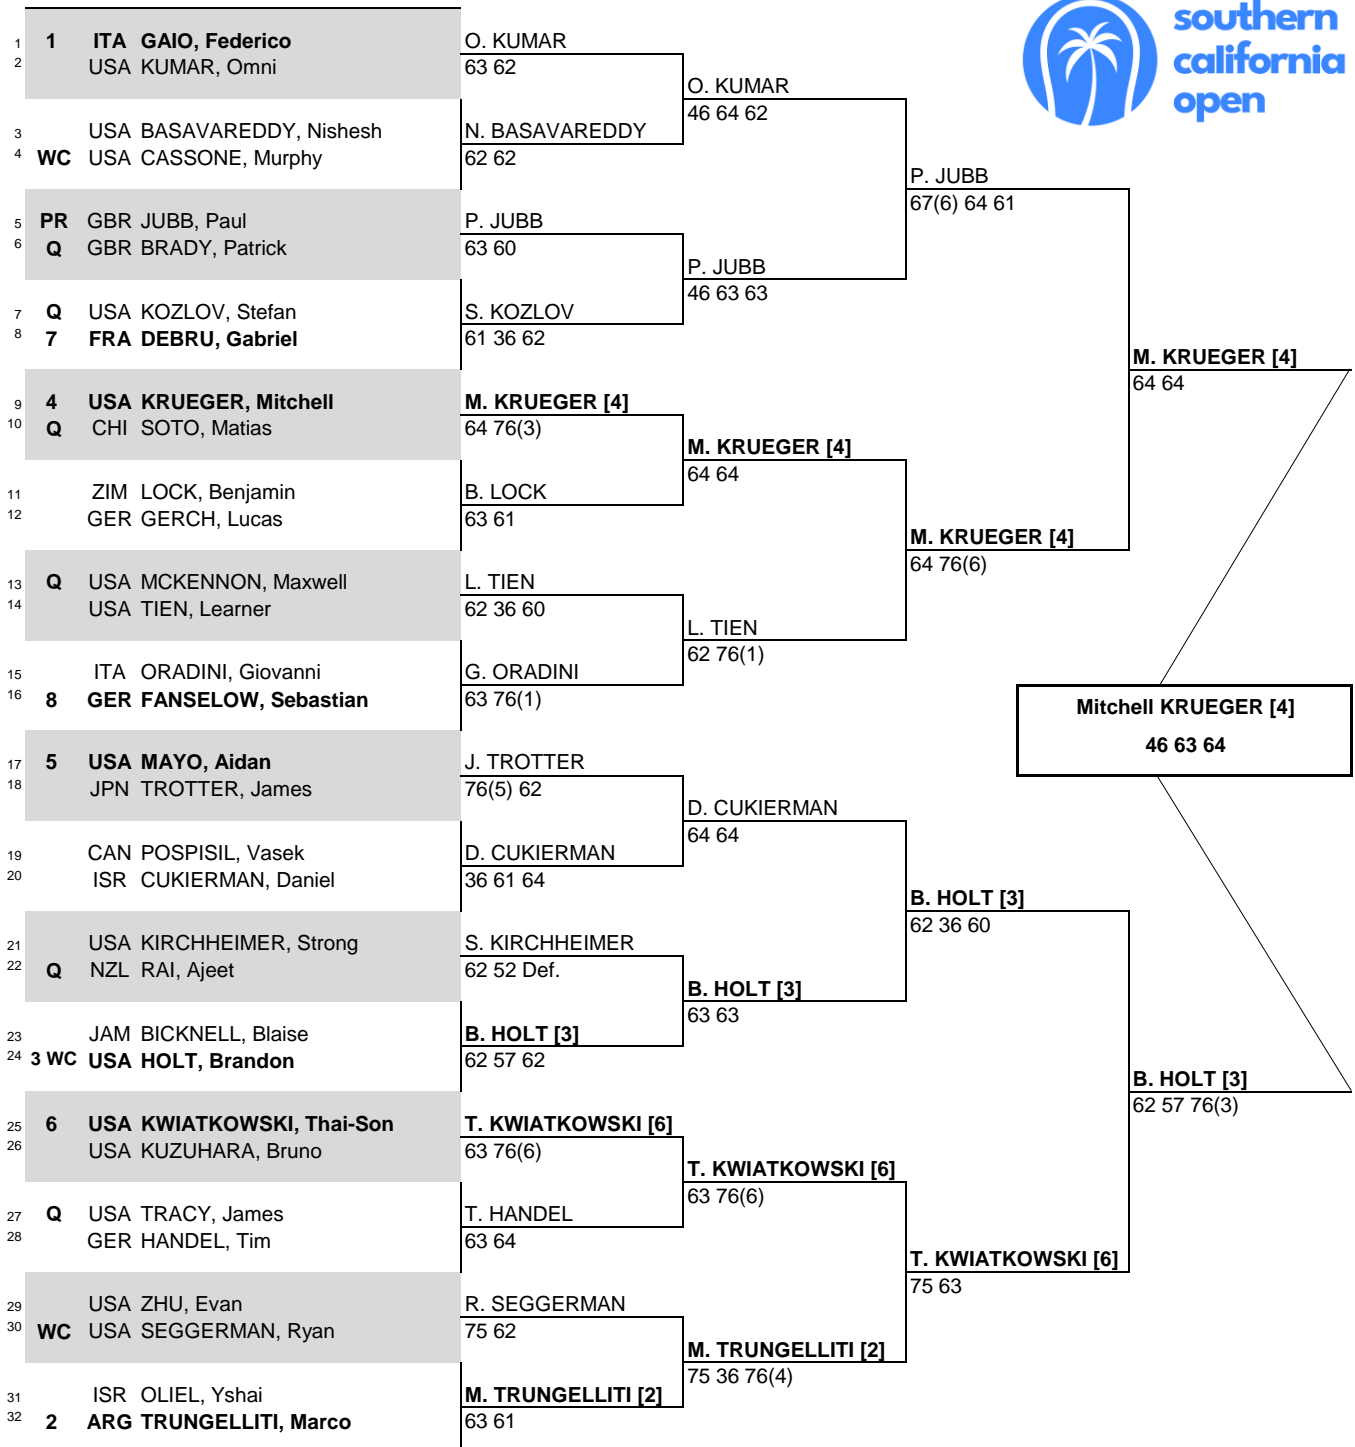 southern
california
open
1 1 ITA GAIO, Federico
2 USA KUMAR, Omni
3 USA BASAVAREDDY, Nishesh
4 WC USA CASSONE, Murphy
5 PR GBR JUBB, Paul
6 Q GBR BRADY, Patrick
7 Q USA KOZLOV, Stefan
8 7 FRA DEBRU, Gabriel
9 4 USA KRUEGER, Mitchell
10 Q CHI SOTO, Matias
11 ZIM LOCK, Benjamin
12 GER GERCH, Lucas
13 Q USA MCKENNON, Maxwell
14 USA TIEN, Learner
15 ITA ORADINI, Giovanni
16 8 GER FANSELOW, Sebastian
17 5 USA MAYO, Aidan
18 JPN TROTTER, James
19 CAN POSPISIL, Vasek
20 ISR CUKIERMAN, Daniel
21 USA KIRCHHEIMER, Strong
22 Q NZL RAI, Ajeet
23 JAM BICKNELL, Blaise
24 3 WC USA HOLT, Brandon
25 6 USA KWIATKOWSKI, Thai-Son
26 USA KUZUHARA, Bruno
27 Q USA TRACY, James
28 GER HANDEL, Tim
29 USA ZHU, Evan
30 WC USA SEGGERMAN, Ryan
31 ISR OLIEL, Yshai
32 2 ARG TRUNGELLITI, Marco
O. KUMAR
63 62
N. BASAVAREDDY
62 62
P. JUBB
63 60
S. KOZLOV
61 36 62
M. KRUEGER [4]
64 76(3)
B. LOCK
63 61
L. TIEN
62 36 60
G. ORADINI
63 76(1)
J. TROTTER
76(5) 62
D. CUKIERMAN
36 61 64
S. KIRCHHEIMER
62 52 Def.
B. HOLT [3]
62 57 62
T. KWIATKOWSKI [6]
63 76(6)
T. HANDEL
63 64
R. SEGGERMAN
75 62
M. TRUNGELLITI [2]
63 61
O. KUMAR
46 64 62
P. JUBB
46 63 63
M. KRUEGER [4]
64 64
L. TIEN
62 76(1)
D. CUKIERMAN
64 64
B. HOLT [3]
63 63
T. KWIATKOWSKI [6]
63 76(6)
M. TRUNGELLITI [2]
75 36 76(4)
P. JUBB
67(6) 64 61
M. KRUEGER [4]
64 76(6)
B. HOLT [3]
62 36 60
T. KWIATKOWSKI [6]
75 63
M. KRUEGER [4]
64 64
B. HOLT [3]
62 57 76(3)
Mitchell KRUEGER [4]
46 63 64